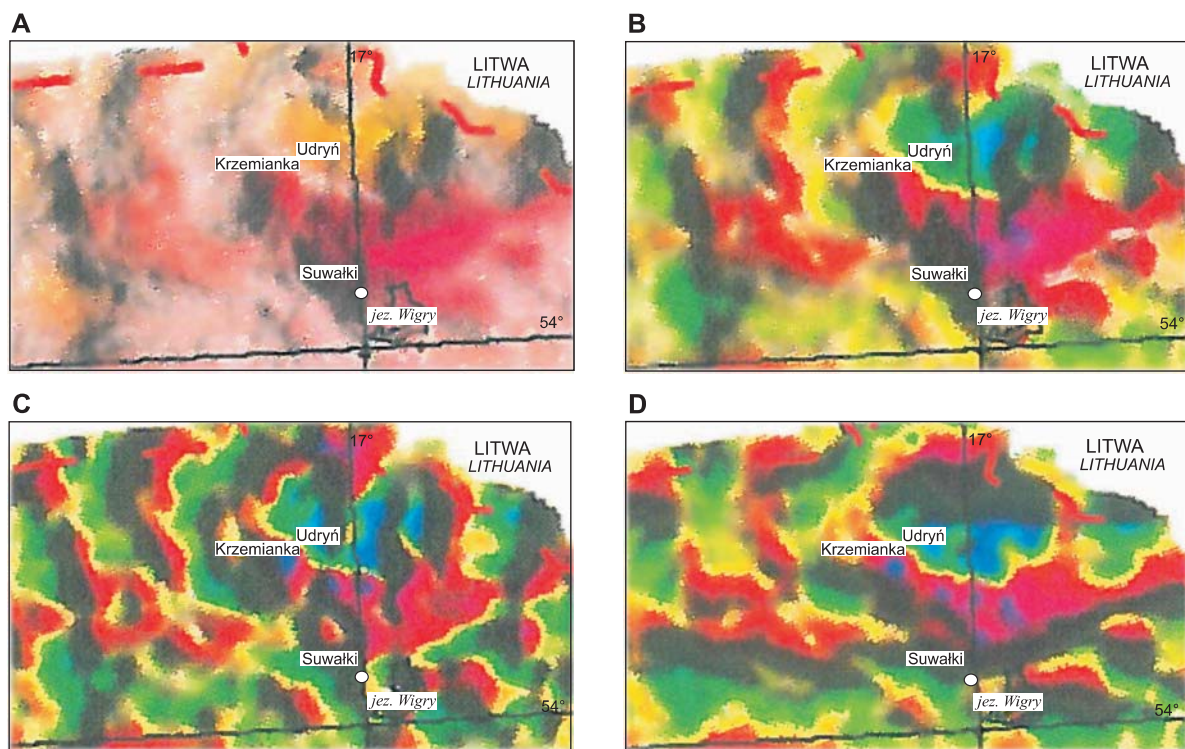 A
17°
LITWA
LITHUANIA
Udryń
Krzemianka
Suwałki
jez. Wigry
54°
B
17°
LITWA
LITHUANIA
Udryń
Krzemianka
Suwałki
jez. Wigry
54°
C
17°
LITWA
LITHUANIA
Udryń
Krzemianka
Suwałki
jez. Wigry
54°
D
17°
LITWA
LITHUANIA
Udryń
Krzemianka
Suwałki
jez. Wigry
54°